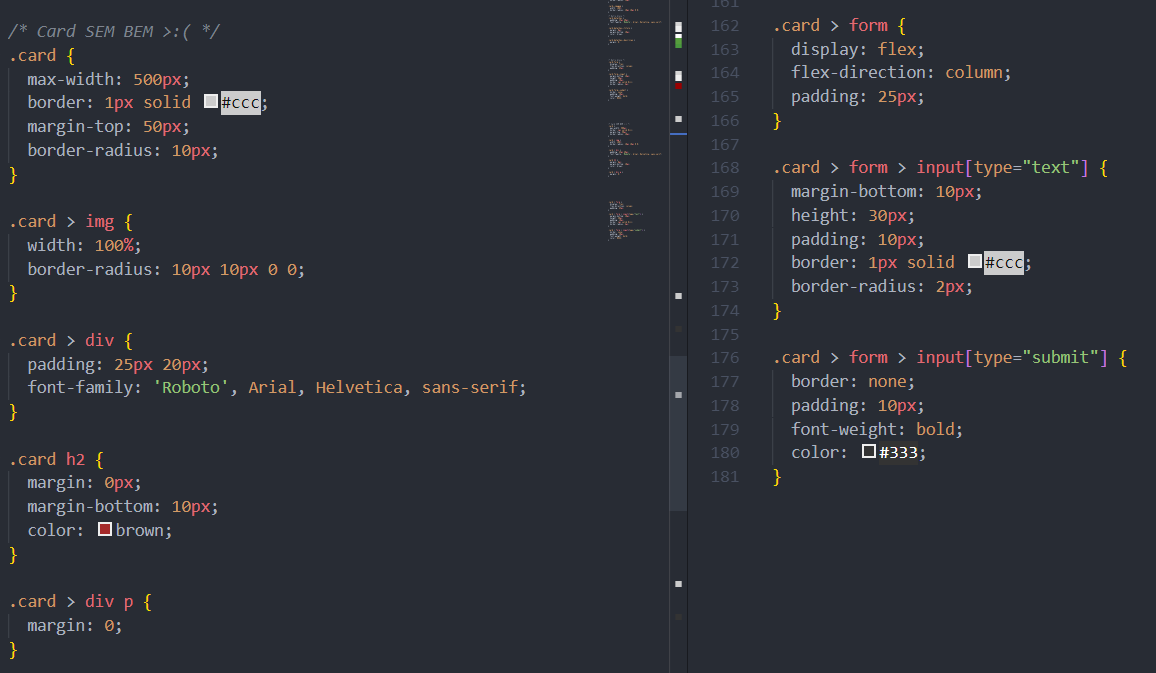 /* Card SEM BEM >:( */
.card {
  max-width: 500px;
  border: 1px solid #ccc;
  margin-top: 50px;
  border-radius: 10px;
}

.card > img {
  width: 100%;
  border-radius: 10px 10px 0 0;
}

.card > div {
  padding: 25px 20px;
  font-family: 'Roboto', Arial, Helvetica, sans-serif;
}

.card h2 {
  margin: 0px;
  margin-bottom: 10px;
  color: brown;
}

.card > div p {
  margin: 0;
}

161
162 .card > form {
163   display: flex;
164   flex-direction: column;
165   padding: 25px;
166 }
167
168 .card > form > input[type="text"] {
169   margin-bottom: 10px;
170   height: 30px;
171   padding: 10px;
172   border: 1px solid #ccc;
173   border-radius: 2px;
174 }
175
176 .card > form > input[type="submit"] {
177   border: none;
178   padding: 10px;
179   font-weight: bold;
180   color: #333;
181 }